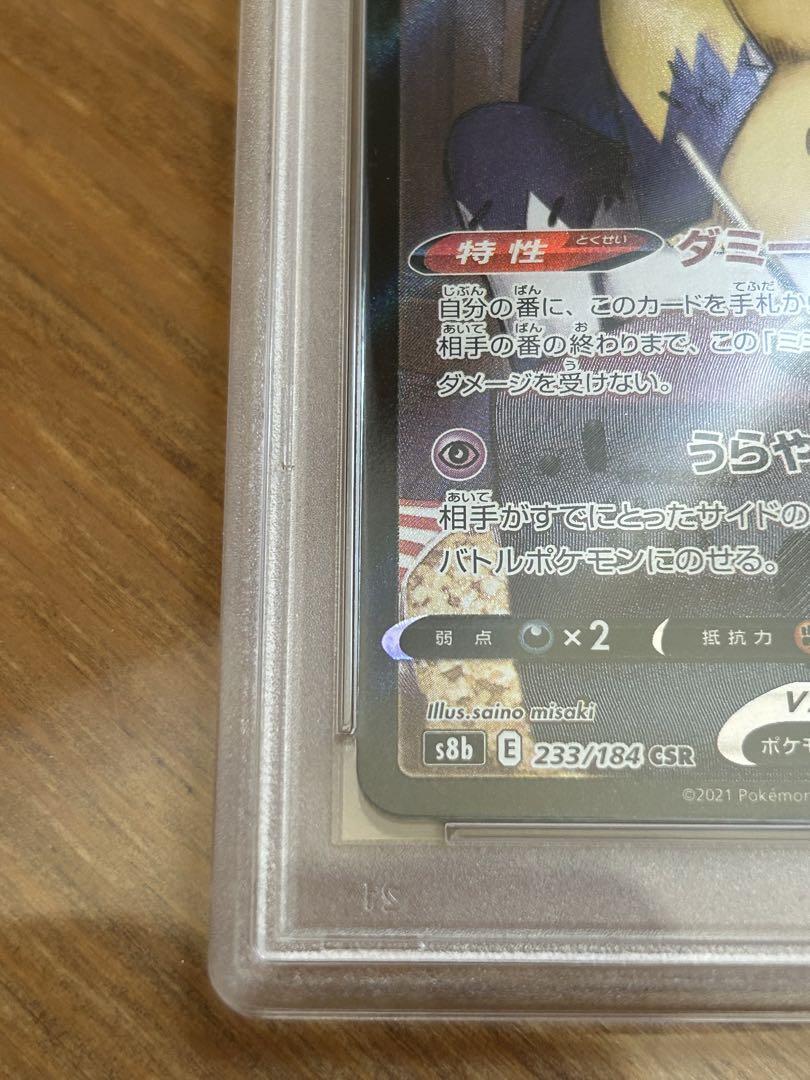 特性 とくせい ダミー
じぶん ばん てふだ
自分の番に、このカードを手札か
あいて ばん お
相手の番の終わりまで、この「ミミ
う
ダメージを受けない。
うらや
あいて
相手がすでにとったサイドの
バトルポケモンにのせる。
弱点 ×2 抵抗力
Illus.saino misaki
s8b E 233/184 CSR
ポケモ
©2021 Pokémon
21